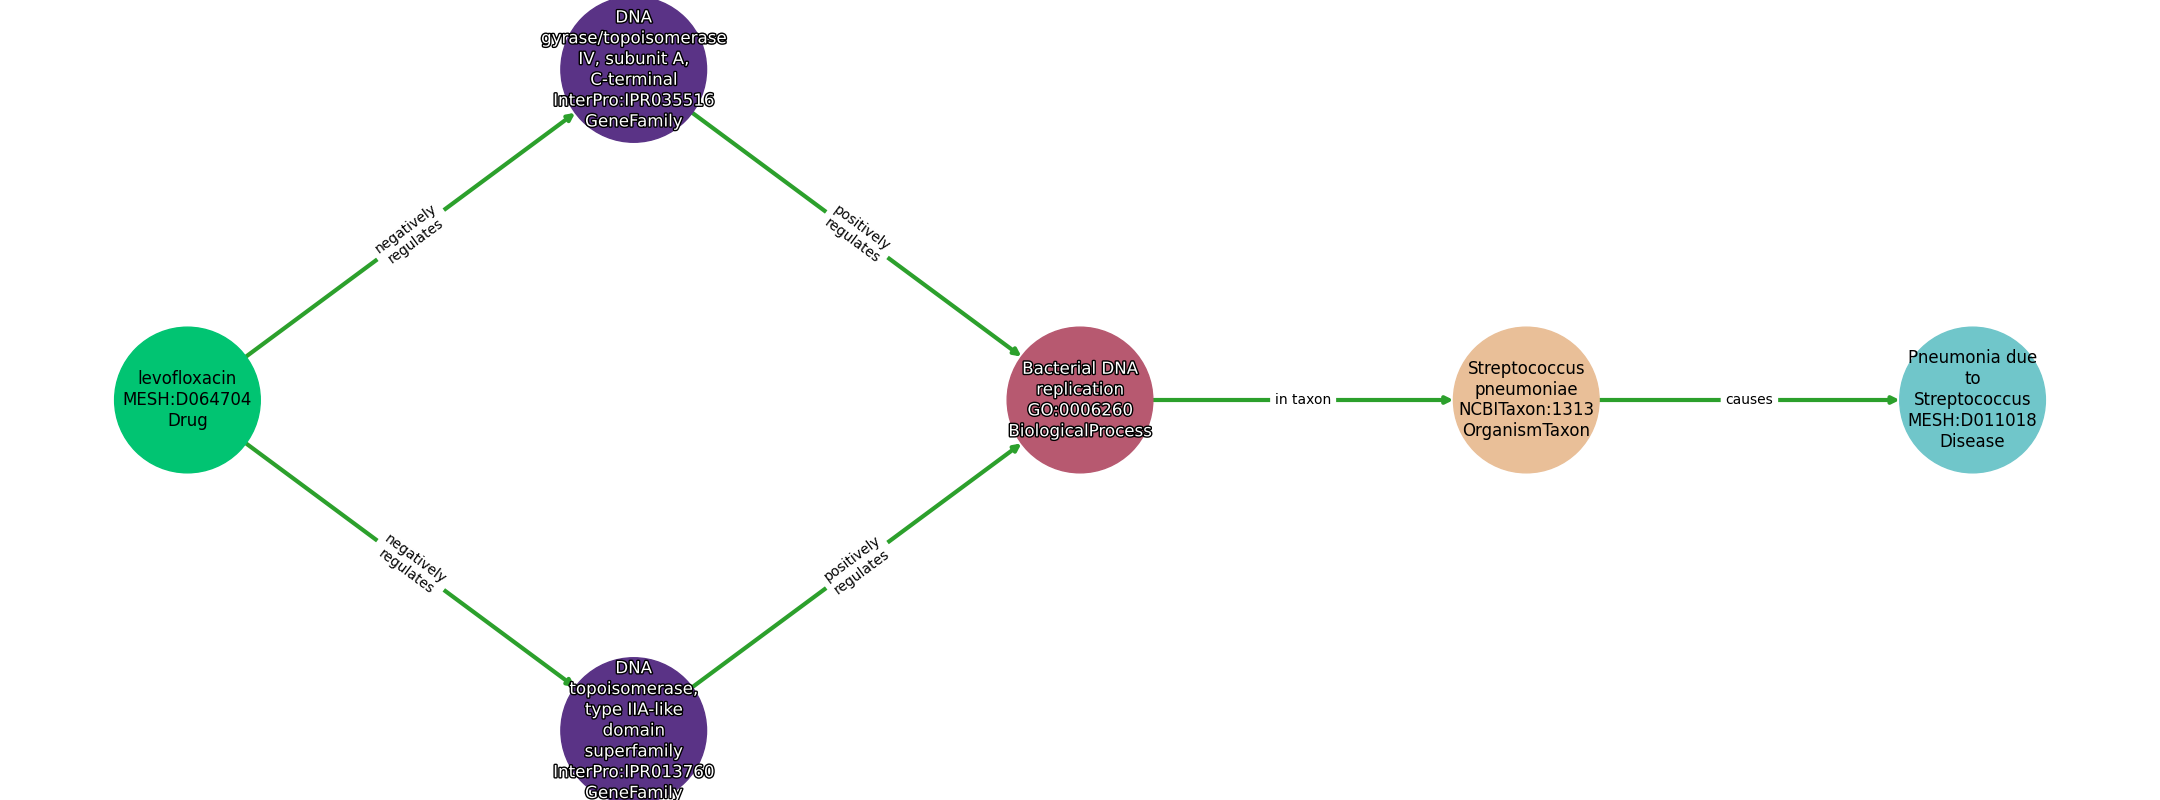 DNA
gyrase/topoisomerase
IV, subunit A,
C-terminal
InterPro:IPR035516
GeneFamily
negatively
regulates
positively
regulates
levofloxacin
MESH:D064704
Drug
Bacterial DNA
replication
GO:0006260
BiologicalProcess
in taxon
Streptococcus
pneumoniae
NCBITaxon:1313
OrganismTaxon
causes
Pneumonia due
to
Streptococcus
MESH:D011018
Disease
negatively
regulates
positively
regulates
DNA
topoisomerase,
type IIA-like
domain
superfamily
InterPro:IPR013760
GeneFamily